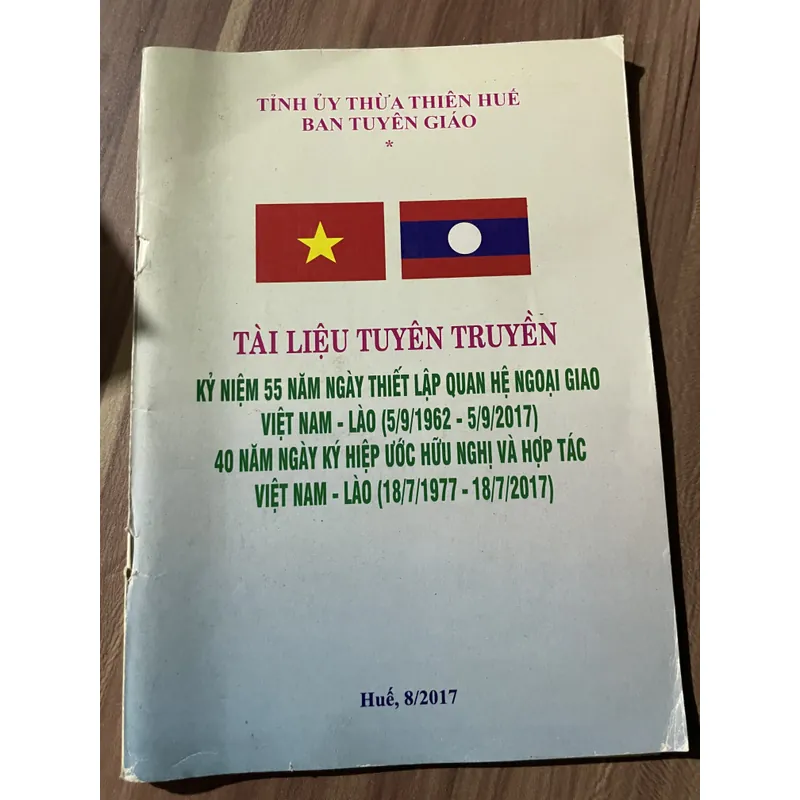 TỈNH ỦY THỪA THIÊN HUẾ
BAN TUYÊN GIÁO
*
TÀI LIỆU TUYÊN TRUYỀN
KỶ NIỆM 55 NĂM NGÀY THIẾT LẬP QUAN HỆ NGOẠI GIAO
VIỆT NAM - LÀO (5/9/1962 - 5/9/2017)
40 NĂM NGÀY KÝ HIỆP ƯỚC HỮU NGHỊ VÀ HỢP TÁC
VIỆT NAM - LÀO (18/7/1977 - 18/7/2017)
Huế, 8/2017